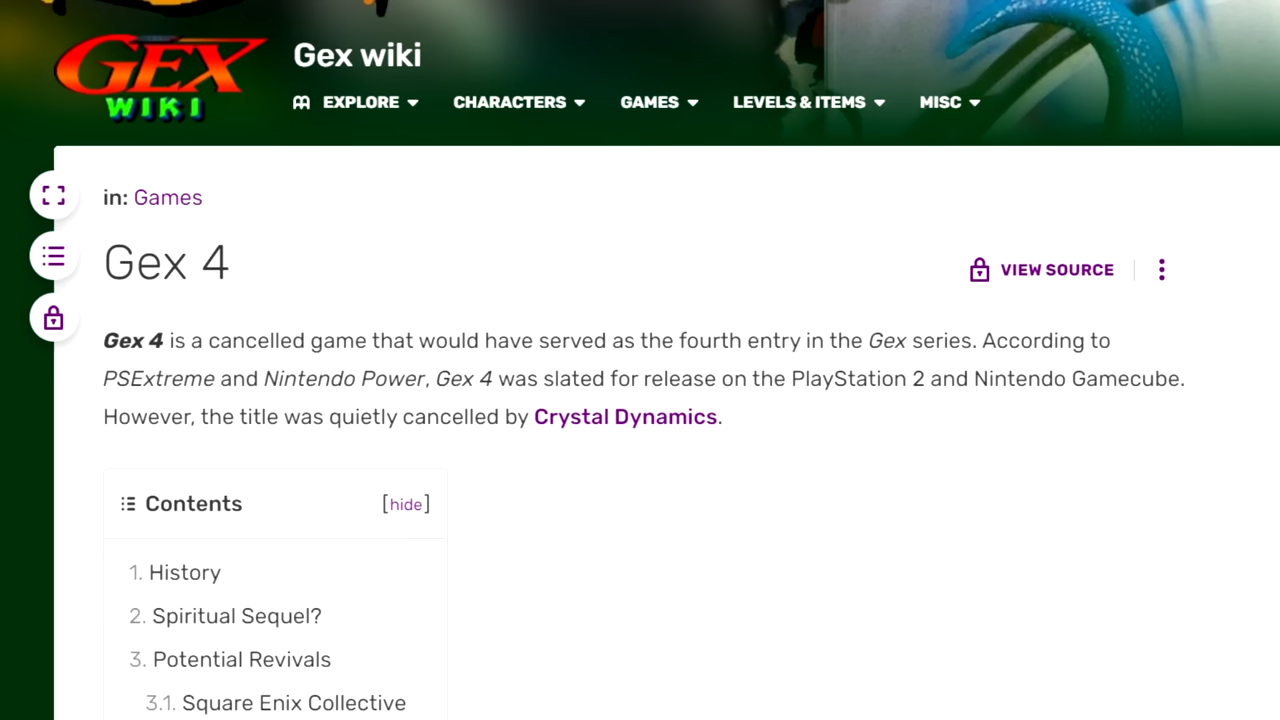 GEX
WIKI
Gex wiki
EXPLORE
CHARACTERS
GAMES
LEVELS & ITEMS
MISC
in: Games
Gex 4
VIEW SOURCE
Gex 4 is a cancelled game that would have served as the fourth entry in the Gex series. According to
PSExtreme and Nintendo Power, Gex 4 was slated for release on the PlayStation 2 and Nintendo Gamecube.
However, the title was quietly cancelled by Crystal Dynamics.
Contents [hide]
1. History
2. Spiritual Sequel?
3. Potential Revivals
3.1. Square Enix Collective